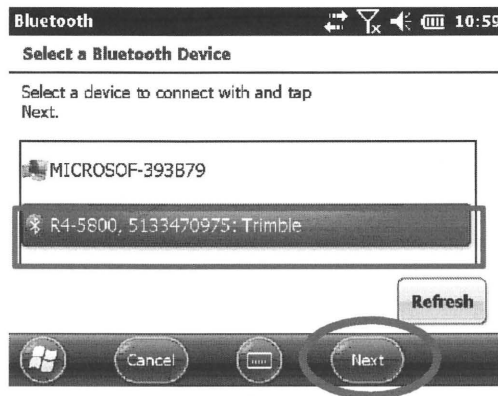 Bluetooth 10:59
Select a Bluetooth Device
Select a device to connect with and tap
Next.
MICROSOF-393B79
R4-5800, 5133470975: Trimble
Refresh
Cancel Next